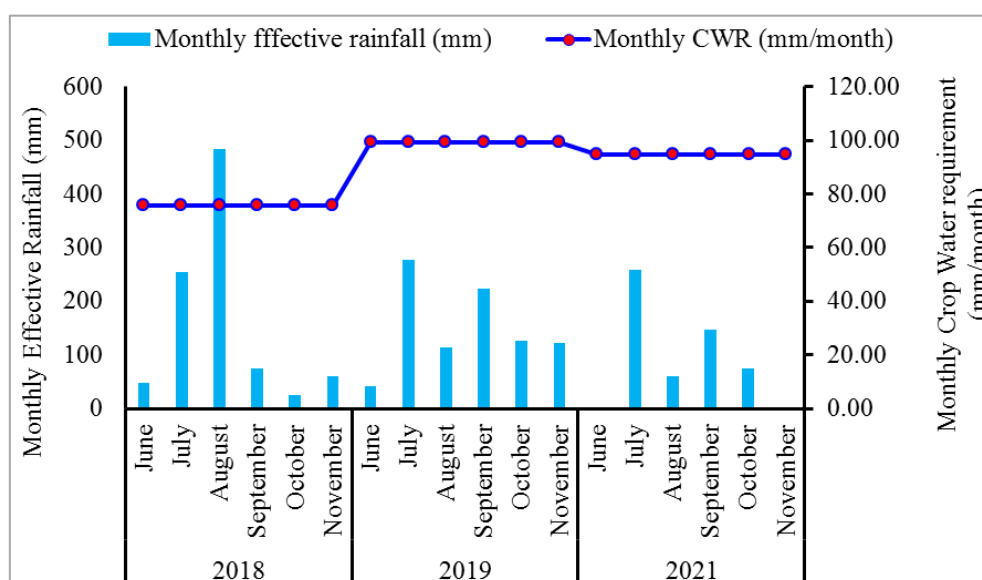 Monthly fffective rainfall (mm)
Monthly CWR (mm/month)
Monthly Effective Rainfall (mm)
600
500
400
300
200
100
0
120.00
100.00
80.00
60.00
40.00
20.00
0.00
Monthly Crop Water requirement
(mm/month)
June
July
August
September
October
November
June
July
August
September
October
November
June
July
August
September
October
November
2018
2019
2021